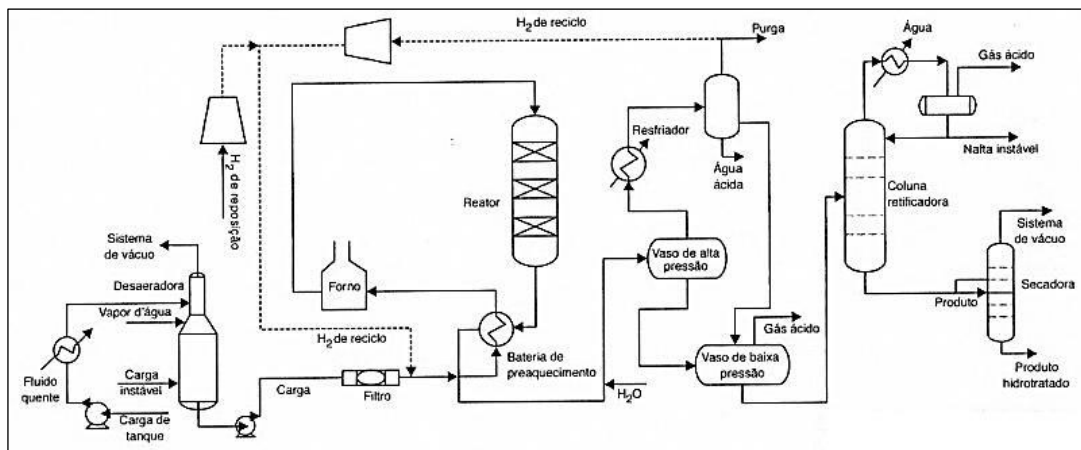 H₂ de reciclo
Purga
Água
Gás ácido
Nafta instável
Resfriador
Água
ácida
H₂ de reposição
Reator
Coluna
retificadora
Sistema
de vácuo
Sistema
de vácuo
Desaeradora
Vapor d'água
Forno
Vaso de alta
pressão
Produto
Secadora
H₂ de reciclo
Gás ácido
Bateria de
preaquecimento
Vaso de baixa
pressão
Fluido
quente
Carga
instável
Carga
Filtro
H₂O
Produto
hidrotratado
Carga de
tanque